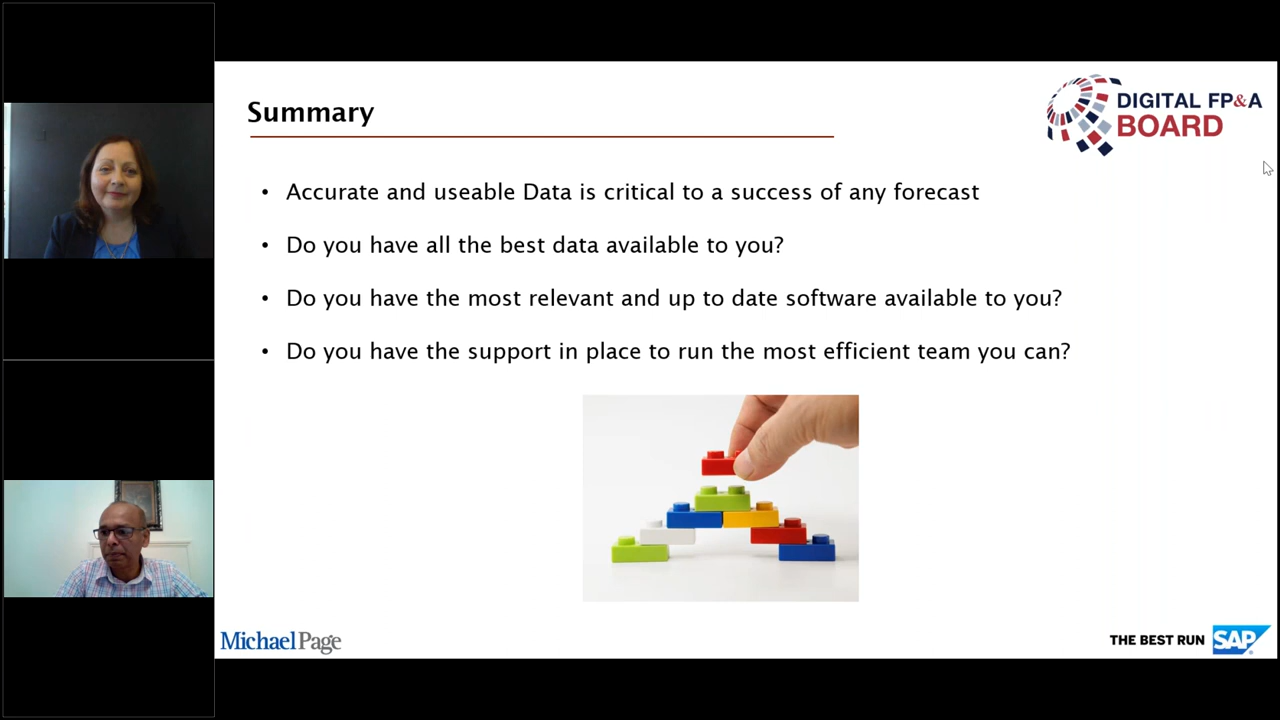 Summary
DIGITAL FP&A
BOARD
• Accurate and useable Data is critical to a success of any forecast
• Do you have all the best data available to you?
• Do you have the most relevant and up to date software available to you?
• Do you have the support in place to run the most efficient team you can?
MichaelPage
THE BEST RUN SAP